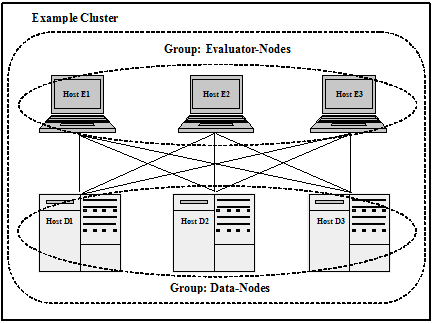 Example Cluster
Group: Evaluator-Nodes
Host E1
Host E2
Host E3
Host D1
Host D2
Host D3
Group: Data-Nodes